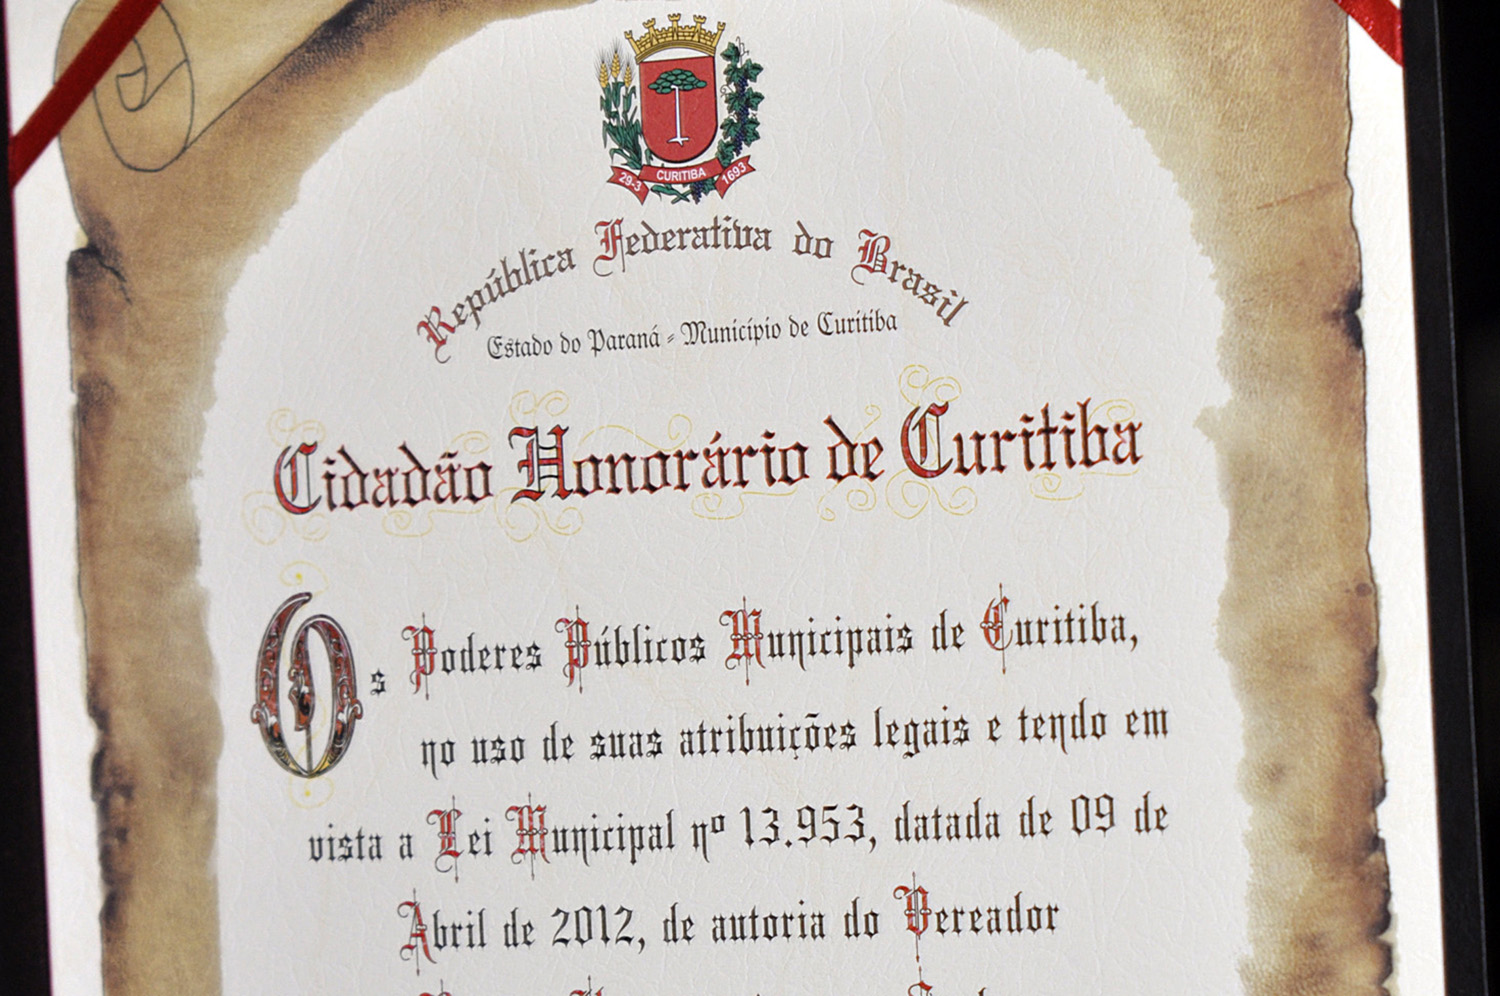 29-3 CURITIBA 1693
República Federativa do Brasil
Estado do Paraná - Município de Curitiba
Cidadão Honorário de Curitiba
Os Poderes Públicos Municipais de Curitiba,
no uso de suas atribuições legais e tendo em
vista a Lei Municipal nº 13.953, datada de 09 de
Abril de 2012, de autoria do Vereador